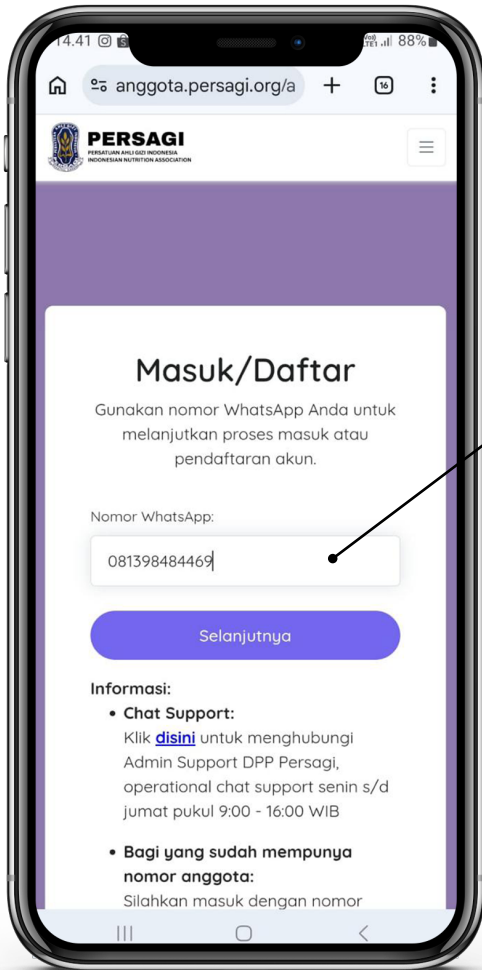 14.41
88%
anggota.persagi.org/a
16
PERSAGI
PERSATUAN AHLI GIZI INDONESIA
INDONESIAN NUTRITION ASSOCIATION
Masuk/Daftar
Gunakan nomor WhatsApp Anda untuk
melanjutkan proses masuk atau
pendaftaran akun.
Nomor WhatsApp:
081398484469
Selanjutnya
Informasi:
• Chat Support:
Klik disini untuk menghubungi
Admin Support DPP Persagi,
operational chat support senin s/d
jumat pukul 9:00 - 16:00 WIB
• Bagi yang sudah mempunya
nomor anggota:
Silahkan masuk dengan nomor